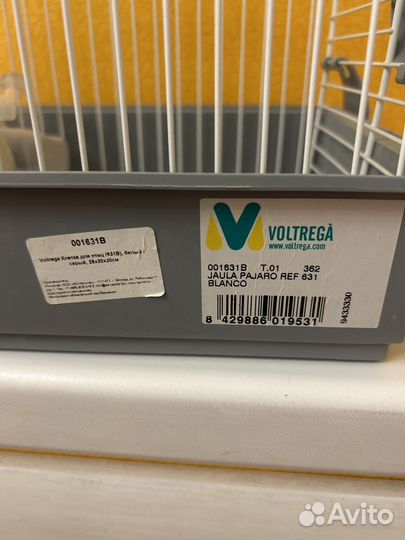 001631B
Voltrega Клетка для птиц (631B), белый/
серый, 28x20x30см
VOLTREGÀ
www.voltrega.com
001631B T.01 362
JAULA PAJARO REF 631
BLANCO
8 429886 019531
9433330
Avito